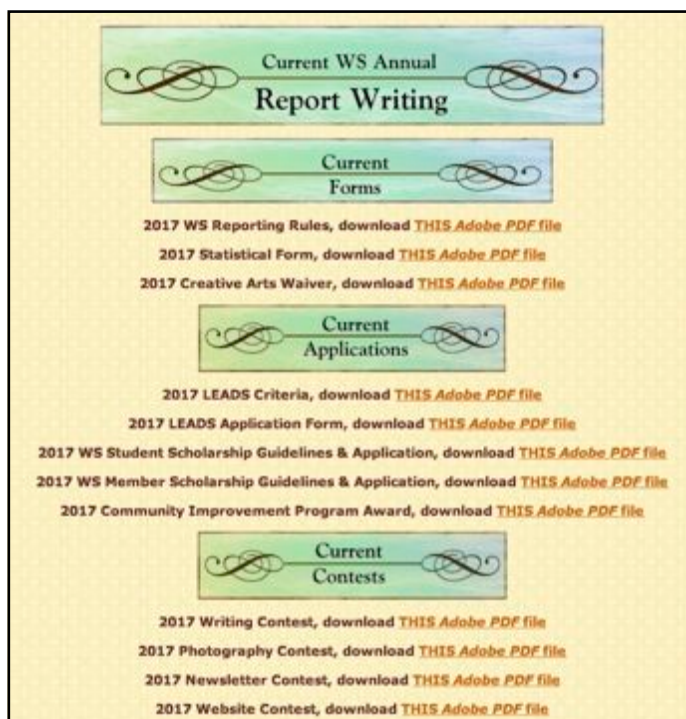 Current WS Annual
Report Writing
Current
Forms
2017 WS Reporting Rules, download THIS Adobe PDF file
2017 Statistical Form, download THIS Adobe PDF file
2017 Creative Arts Waiver, download THIS Adobe PDF file
Current
Applications
2017 LEADS Criteria, download THIS Adobe PDF file
2017 LEADS Application Form, download THIS Adobe PDF file
2017 WS Student Scholarship Guidelines & Application, download THIS Adobe PDF file
2017 WS Member Scholarship Guidelines & Application, download THIS Adobe PDF file
2017 Community Improvement Program Award, download THIS Adobe PDF file
Current
Contests
2017 Writing Contest, download THIS Adobe PDF file
2017 Photography Contest, download THIS Adobe PDF file
2017 Newsletter Contest, download THIS Adobe PDF file
2017 Website Contest, download THIS Adobe PDF file